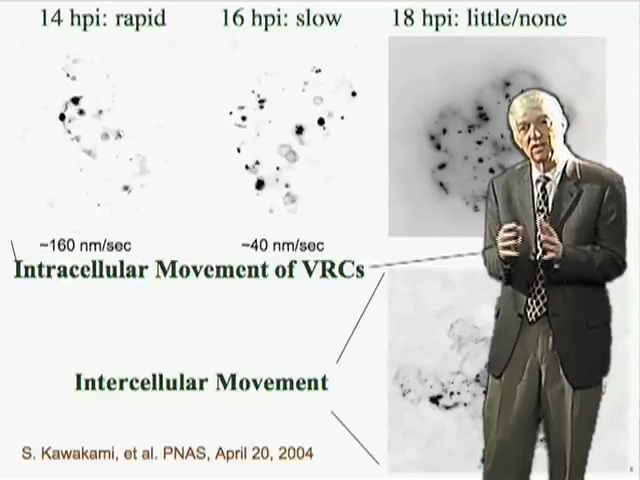 14 hpi: rapid
16 hpi: slow
18 hpi: little/none
~160 nm/sec
~40 nm/sec
Intracellular Movement of VRCs
Intercellular Movement
S. Kawakami, et al. PNAS, April 20, 2004